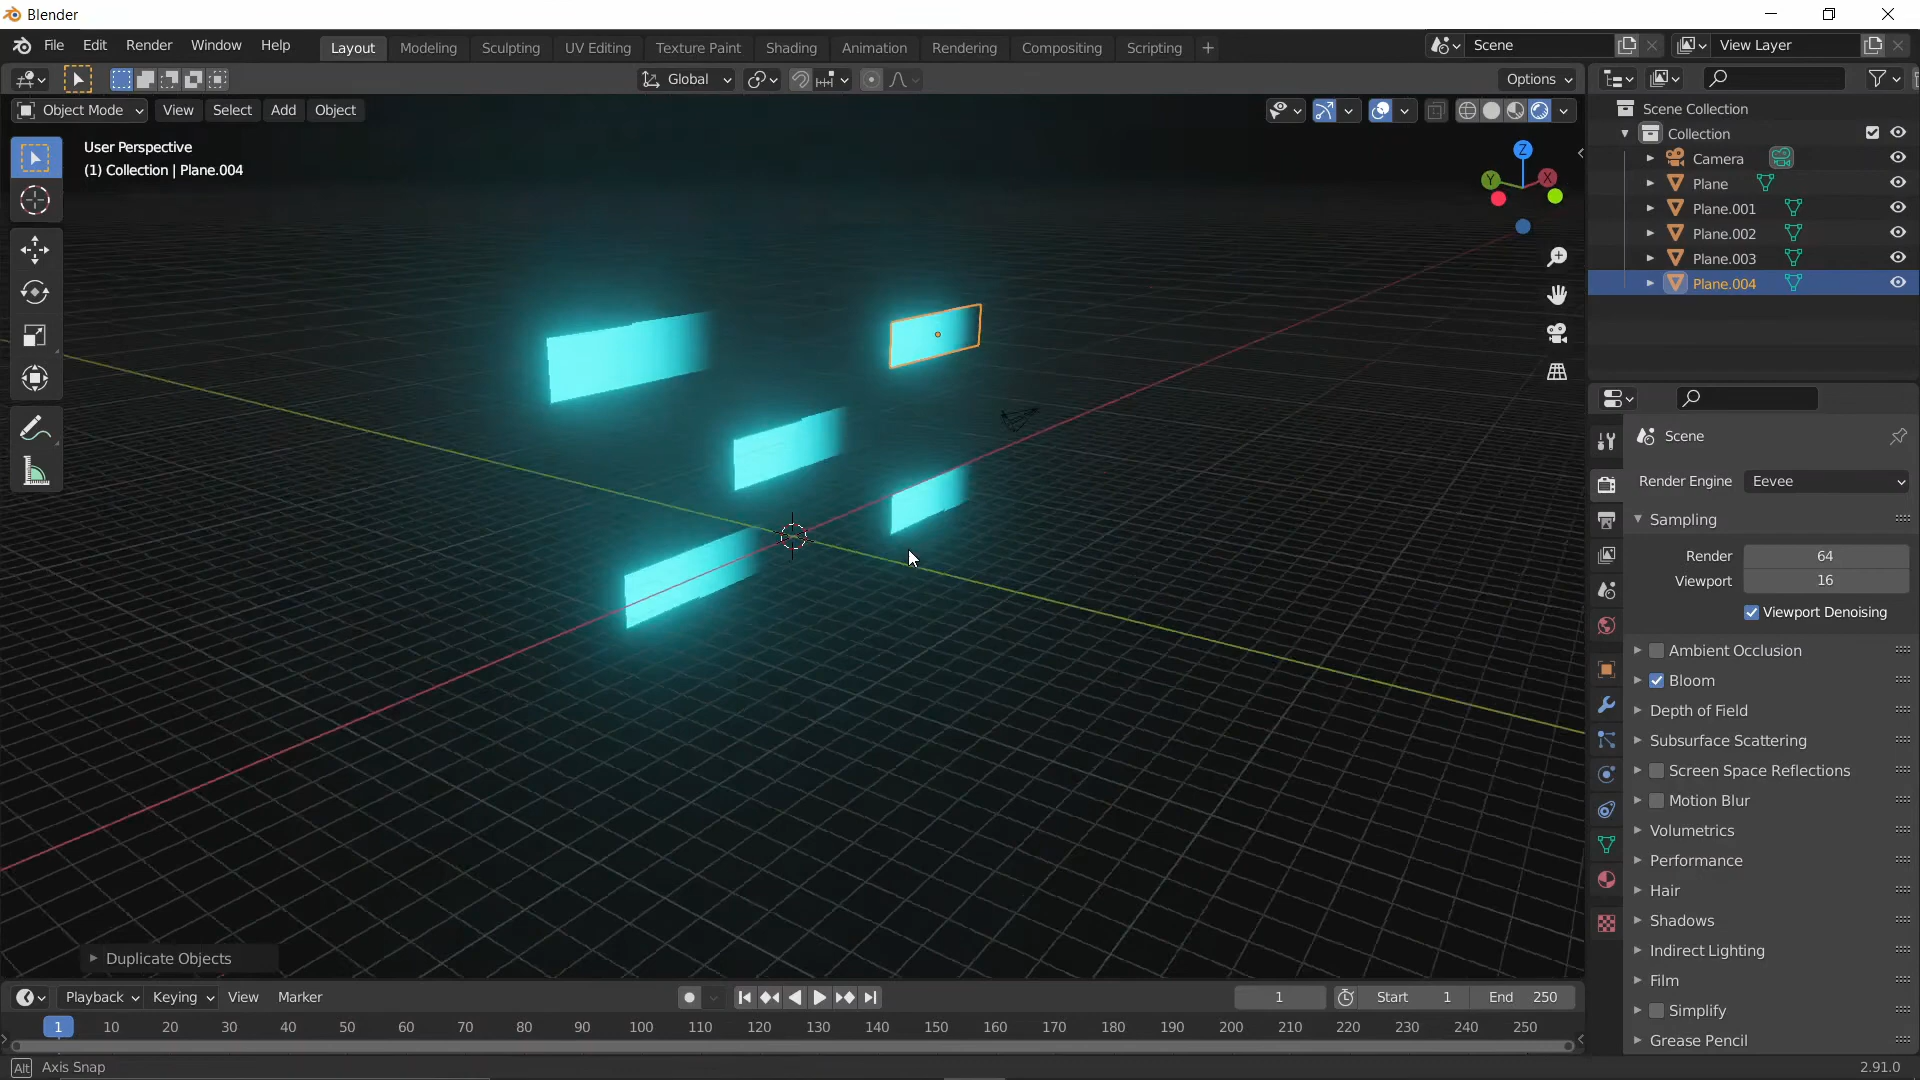 Blender
File Edit Render Window Help Layout Modeling Sculpting UV Editing Texture Paint Shading Animation Rendering Compositing Scripting + Scene View Layer
Global Options
Object Mode View Select Add Object
User Perspective
(1) Collection | Plane.004
Z
Y X
Scene Collection
Collection
Camera
Plane
Plane.001
Plane.002
Plane.003
Plane.004
Scene
Render Engine Eevee
Sampling
Render 64
Viewport 16
Viewport Denoising
Ambient Occlusion
Bloom
Depth of Field
Subsurface Scattering
Screen Space Reflections
Motion Blur
Volumetrics
Performance
Hair
Shadows
Indirect Lighting
Film
Simplify
Grease Pencil
Duplicate Objects
Playback Keying View Marker 1 Start 1 End 250
1 10 20 30 40 50 60 70 80 90 100 110 120 130 140 150 160 170 180 190 200 210 220 230 240 250
Alt Axis Snap 2.91.0